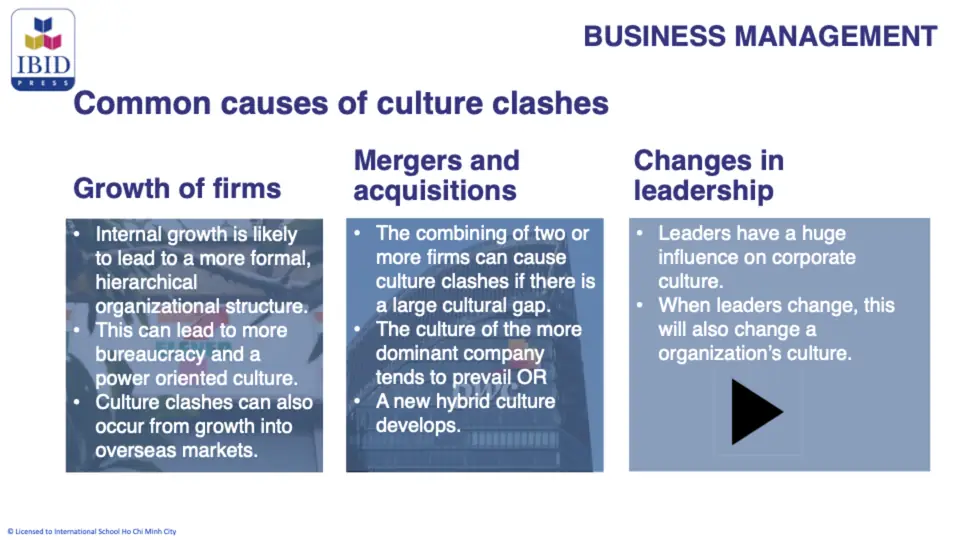 IBID
PRESS
BUSINESS MANAGEMENT
Common causes of culture clashes
Growth of firms
• Internal growth is likely
to lead to a more formal,
hierarchical
organizational structure.
• This can lead to more
bureaucracy and a
power oriented culture.
• Culture clashes can also
occur from growth into
overseas markets.
Mergers and
acquisitions
• The combining of two or
more firms can cause
culture clashes if there is
a large cultural gap.
• The culture of the more
dominant company
tends to prevail OR
• A new hybrid culture
develops.
Changes in
leadership
• Leaders have a huge
influence on corporate
culture.
• When leaders change, this
will also change a
organization's culture.
© Licensed to International School Ho Chi Minh City